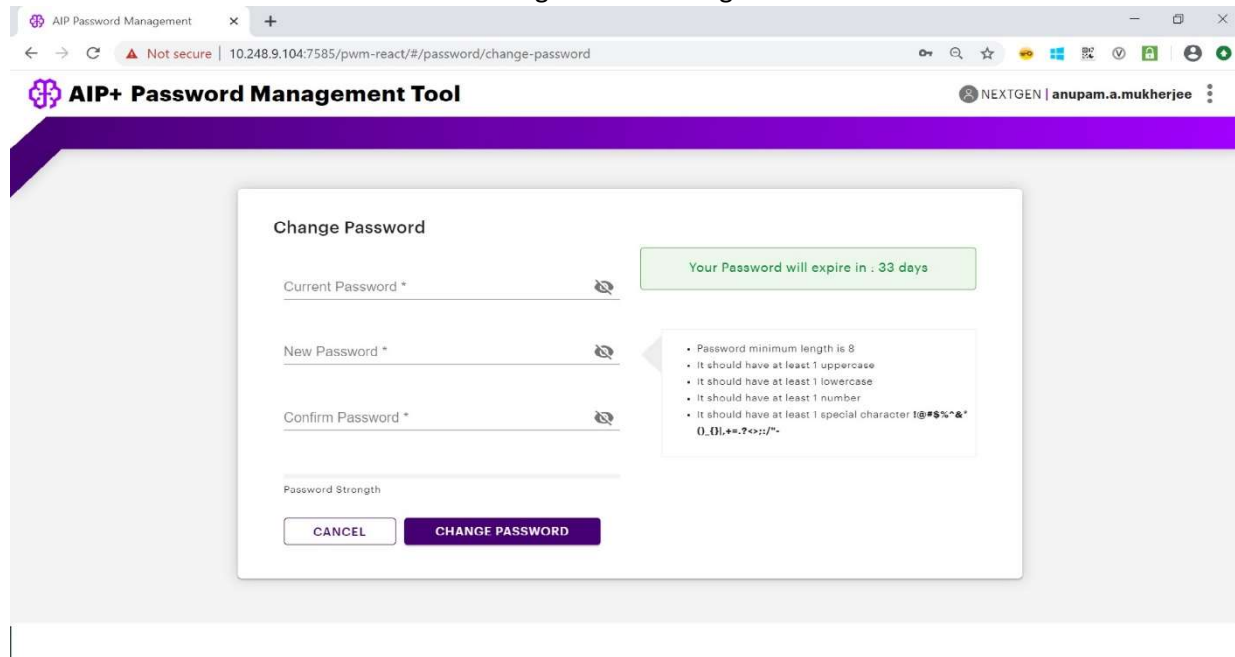 AIP Password Management
Not secure | 10.248.9.104:7585/pwm-react/#/password/change-password
AIP+ Password Management Tool
NEXTGEN | anupam.a.mukherjee
Change Password
Your Password will expire in : 33 days
Current Password *
New Password *
• Password minimum length is 8
• It should have at least 1 uppercase
• It should have at least 1 lowercase
• It should have at least 1 number
• It should have at least 1 special character !@#$%^&*
Confirm Password *
Password Strength
CANCEL
CHANGE PASSWORD